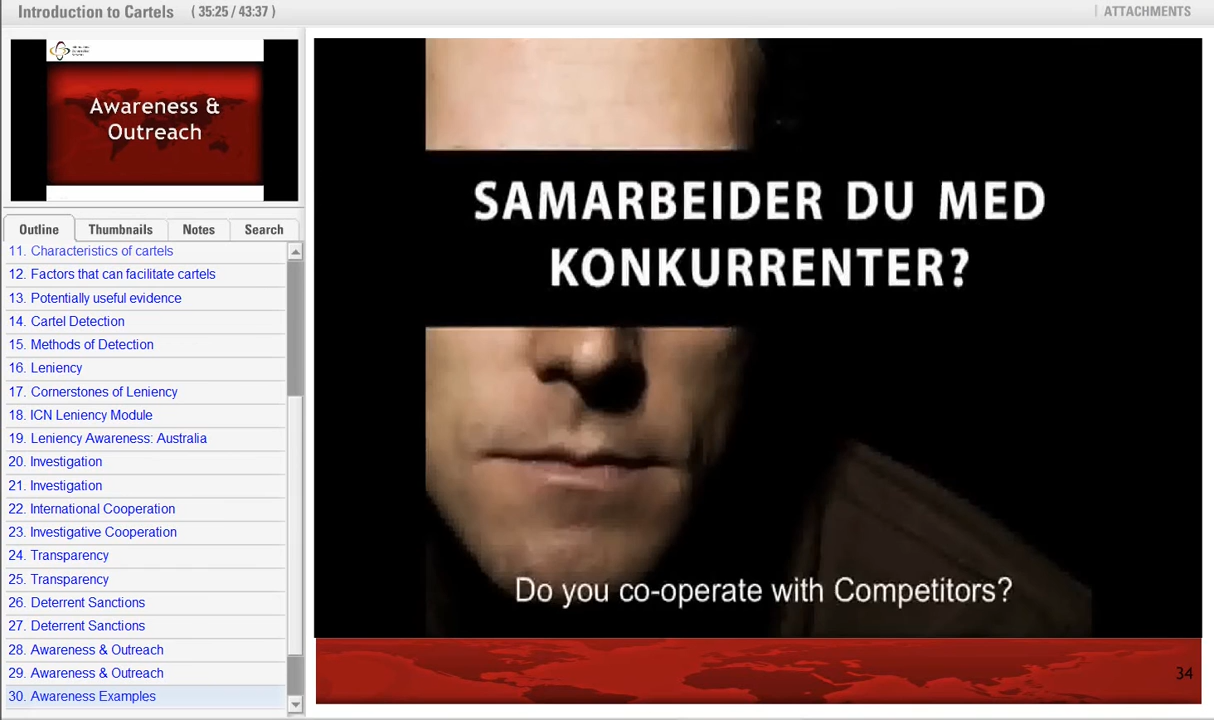 Introduction to Cartels ( 35:25 / 43:37 )
ATTACHMENTS
Awareness &
Outreach
Outline Thumbnails Notes Search
11. Characteristics of cartels
12. Factors that can facilitate cartels
13. Potentially useful evidence
14. Cartel Detection
15. Methods of Detection
16. Leniency
17. Cornerstones of Leniency
18. ICN Leniency Module
19. Leniency Awareness: Australia
20. Investigation
21. Investigation
22. International Cooperation
23. Investigative Cooperation
24. Transparency
25. Transparency
26. Deterrent Sanctions
27. Deterrent Sanctions
28. Awareness & Outreach
29. Awareness & Outreach
30. Awareness Examples
SAMARBEIDER DU MED
KONKURRENTER?
Do you co-operate with Competitors?
34